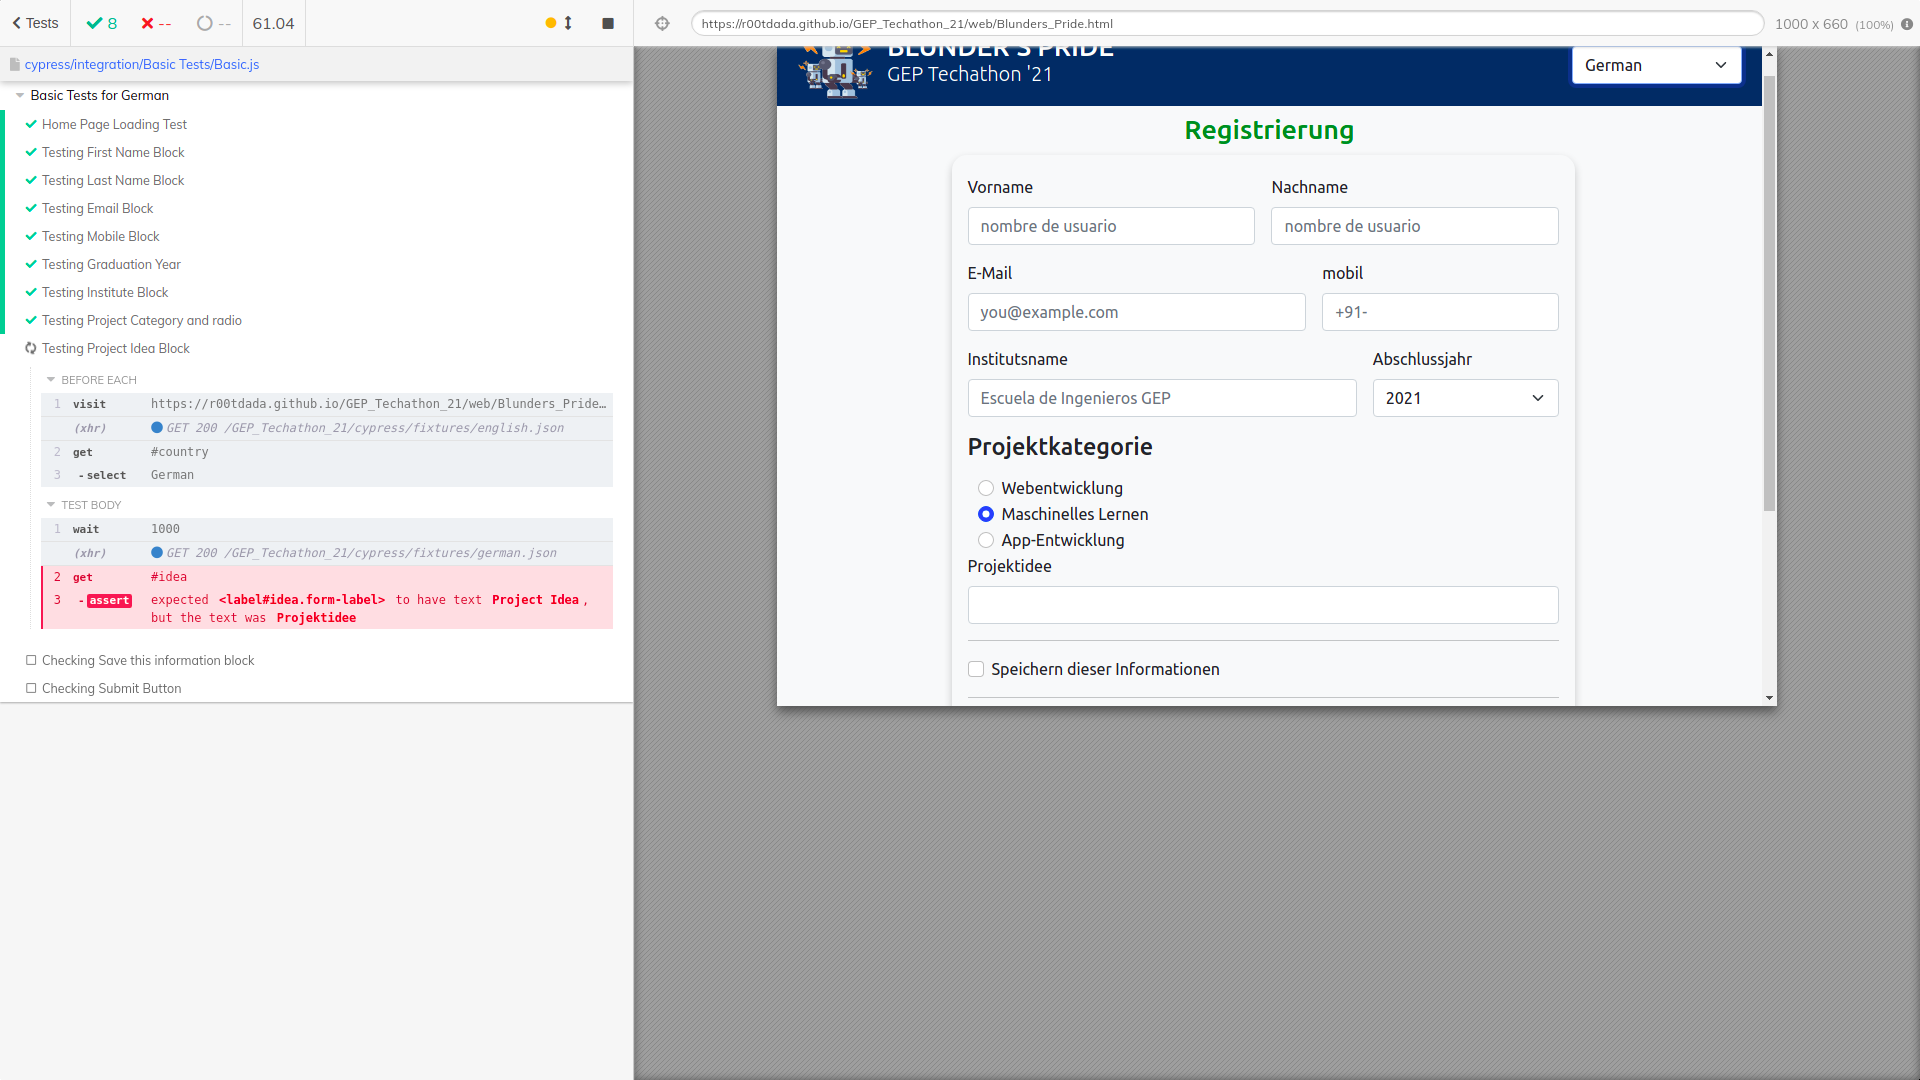 Tests
8
--
--
61.04
https://r00tdada.github.io/GEP_Techathon_21/web/Blunders_Pride.html
1000 x 660 (100%)
cypress/integration/Basic Tests/Basic.js
Basic Tests for German
Home Page Loading Test
Testing First Name Block
Testing Last Name Block
Testing Email Block
Testing Mobile Block
Testing Graduation Year
Testing Institute Block
Testing Project Category and radio
Testing Project Idea Block
BEFORE EACH
1 visit https://r00tdada.github.io/GEP_Techathon_21/web/Blunders_Pride…
(xhr) GET 200 /GEP_Techathon_21/cypress/fixtures/english.json
2 get #country
3 -select German
TEST BODY
1 wait 1000
(xhr) GET 200 /GEP_Techathon_21/cypress/fixtures/german.json
2 get #idea
3 -assert expected <label#idea.form-label> to have text Project Idea,
but the text was Projektidee
Checking Save this information block
Checking Submit Button
BLUNDER'S PRIDE
GEP Techathon '21
German
Registrierung
Vorname Nachname
nombre de usuario nombre de usuario
E-Mail mobil
you@example.com +91-
Institutsname Abschlussjahr
Escuela de Ingenieros GEP 2021
Projektkategorie
Webentwicklung
Maschinelles Lernen
App-Entwicklung
Projektidee
Speichern dieser Informationen